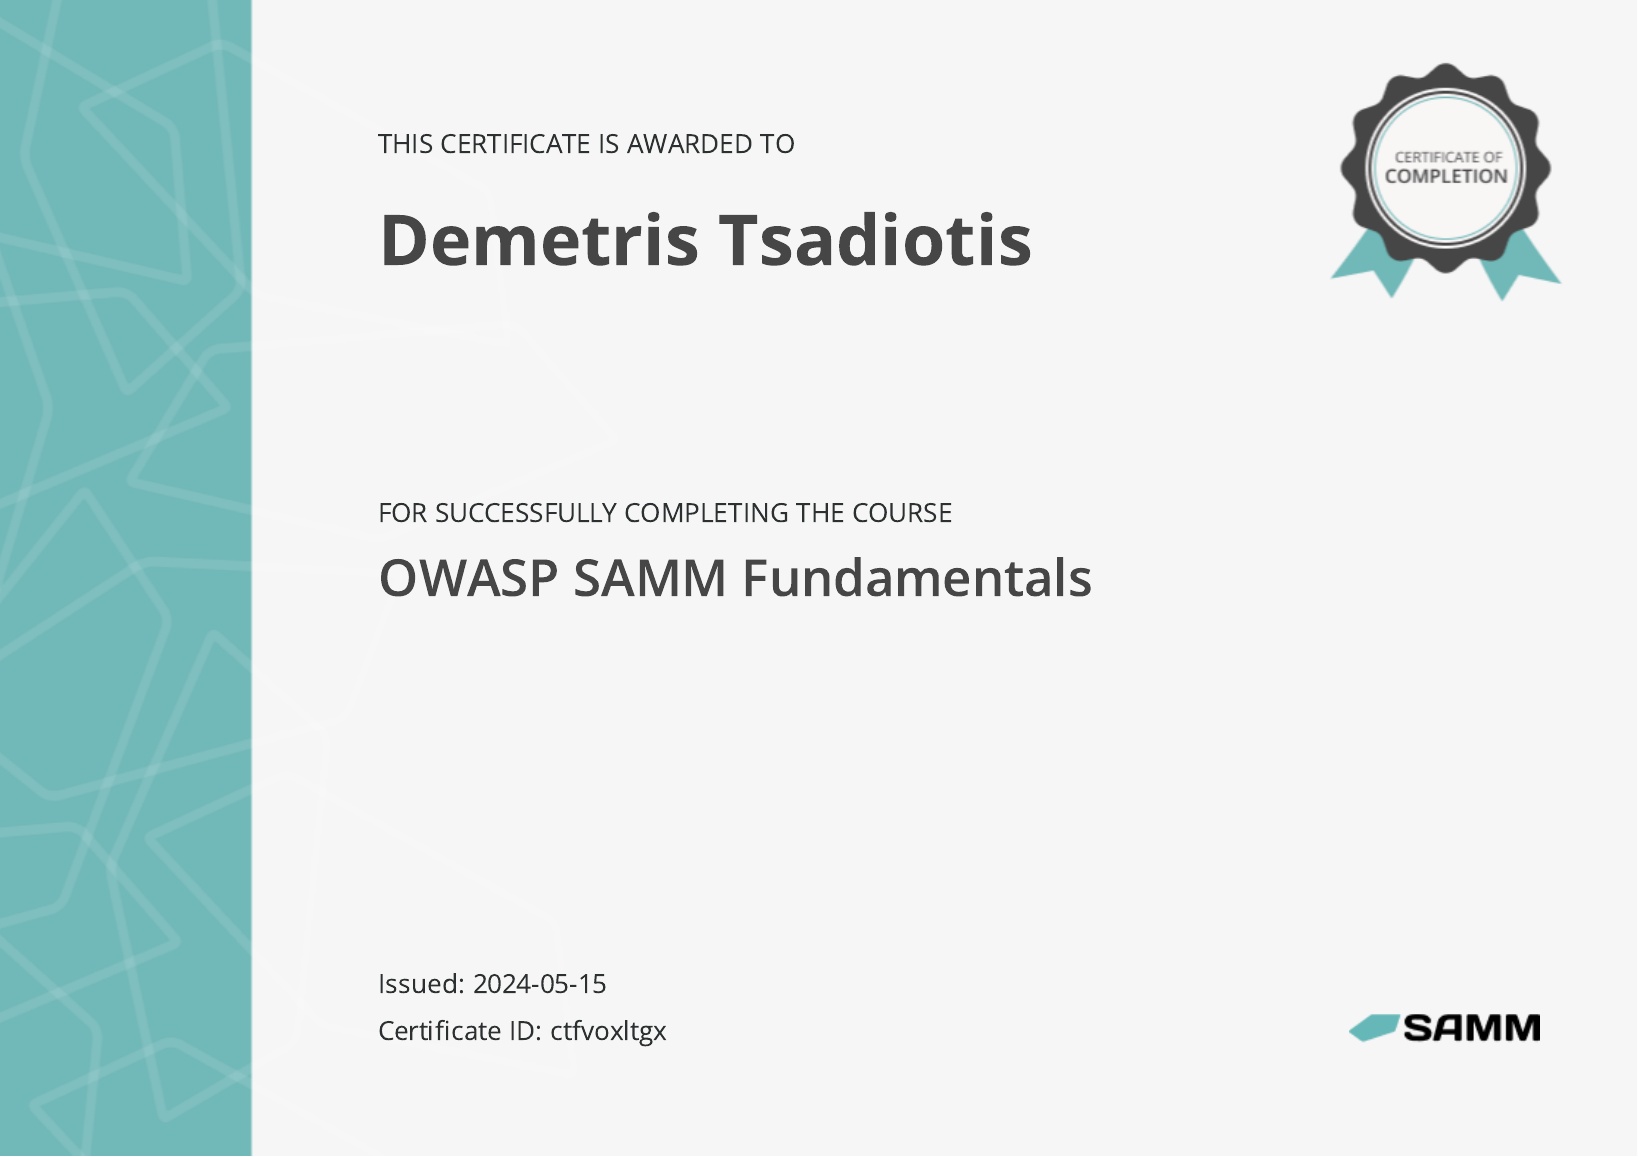 THIS CERTIFICATE IS AWARDED TO
Demetris Tsadiotis
CERTIFICATE OF
COMPLETION
FOR SUCCESSFULLY COMPLETING THE COURSE
OWASP SAMM Fundamentals
Issued: 2024-05-15
Certificate ID: ctfvoxltgx
SAMM